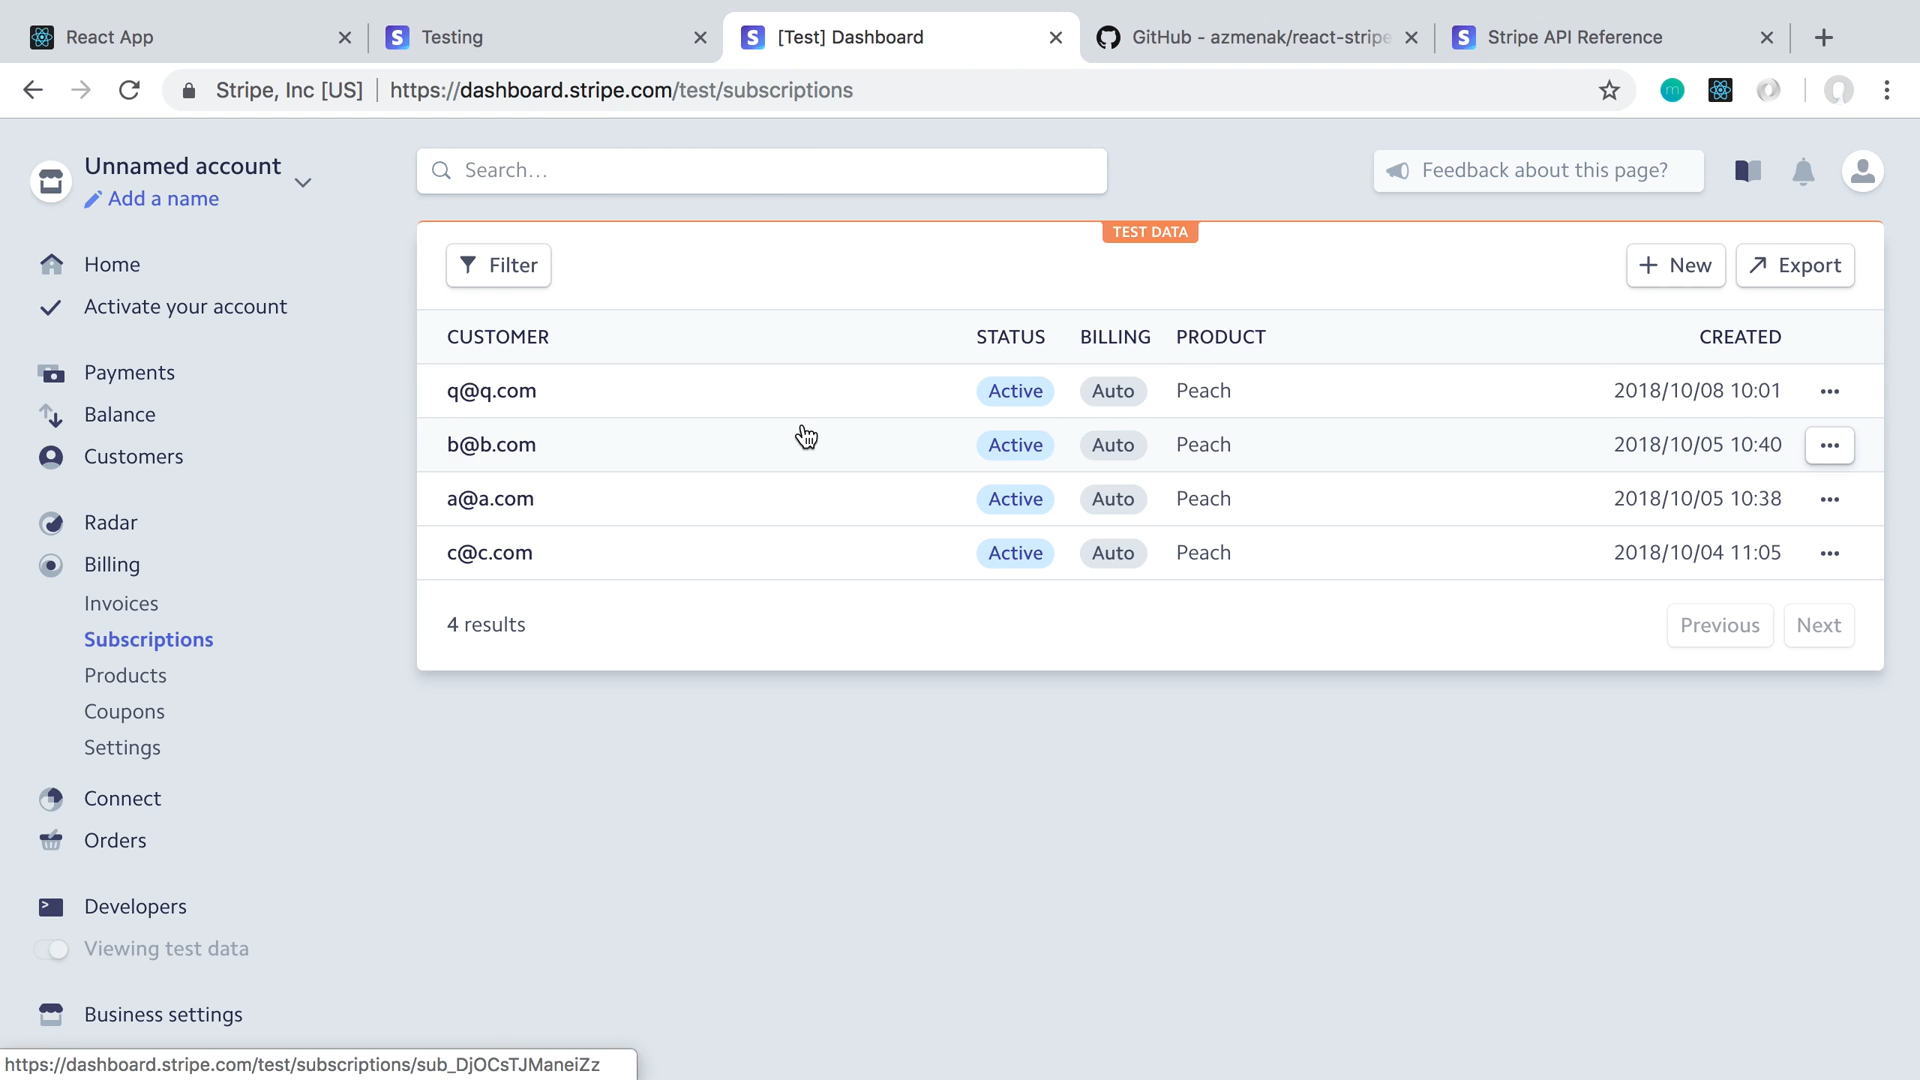 React App
Testing
[Test] Dashboard
GitHub - azmenak/react-stripe
Stripe API Reference
Stripe, Inc [US]
https://dashboard.stripe.com/test/subscriptions
Unnamed account
Add a name
Search…
Feedback about this page?
Home
Activate your account
Payments
Balance
Customers
Radar
Billing
Invoices
Subscriptions
Products
Coupons
Settings
Connect
Orders
Developers
Viewing test data
Business settings
TEST DATA
Filter
New
Export
CUSTOMER STATUS BILLING PRODUCT CREATED
q@q.com Active Auto Peach 2018/10/08 10:01
b@b.com Active Auto Peach 2018/10/05 10:40
a@a.com Active Auto Peach 2018/10/05 10:38
c@c.com Active Auto Peach 2018/10/04 11:05
4 results
Previous
Next
https://dashboard.stripe.com/test/subscriptions/sub_DjOCsTJManeiZz